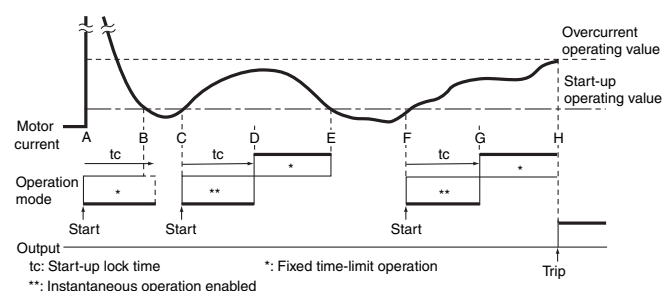 Overcurrent
operating value
Start-up
operating value
Motor
current
A B C D E F G H
tc tc tc
Operation
mode
* ** * ** *
Start Start Start
Output
Trip
tc: Start-up lock time *: Fixed time-limit operation
**: Instantaneous operation enabled